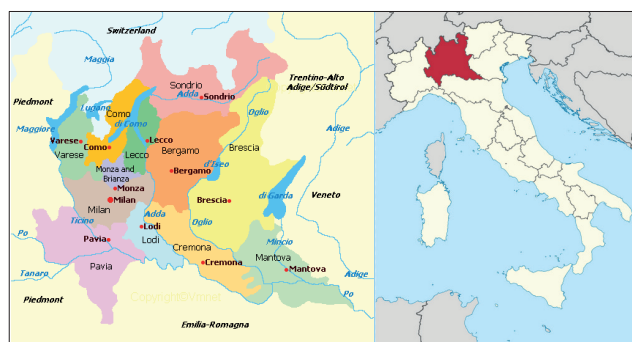 Switzerland
Maggia
Trentino-Alto
Adige/Südtirol
Sondrio
Adda
Sondrio
Piedmont
Lugano
Como
di Como
Oglio
Maggiore
Adige
Varese
Como
Lecco
Brescia
Varese
Lecco
Bergamo
d'Iseo
Monza and
Brianza
Bergamo
Monza
Milan
Milan
Brescia
di Garda
Veneto
Ticino
Adda
Oglio
Lodi
Po
Pavia
Lodi
Mincio
Cremona
Mantova
Tanaro
Pavia
Cremona
Mantova
Adige
Piedmont
Po
Emilia-Romagna